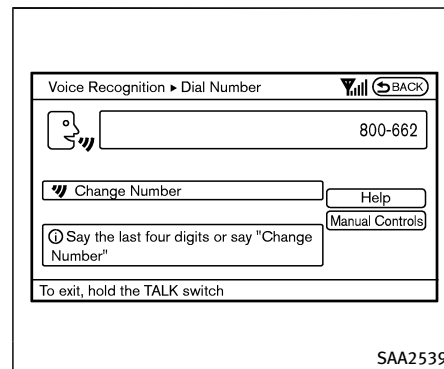 Voice Recognition ▸ Dial Number
BACK
800-662
Change Number
Help
Manual Controls
Say the last four digits or say "Change
Number"
To exit, hold the TALK switch
SAA2539